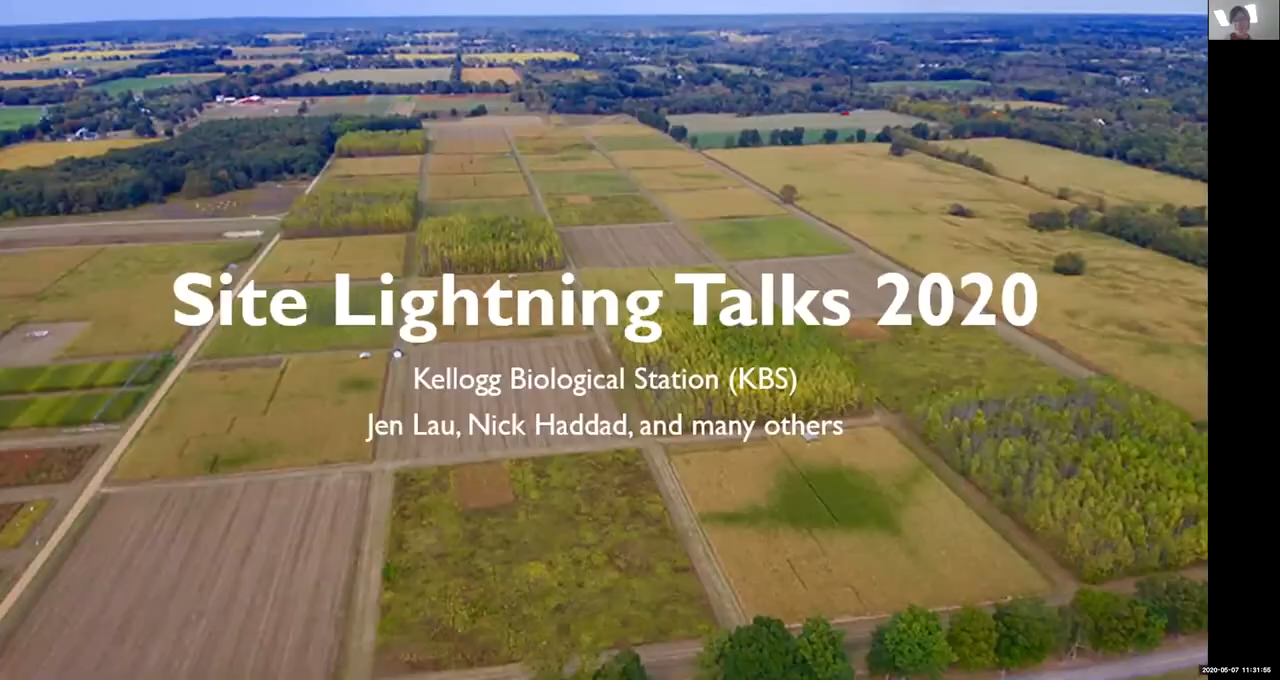 Site Lightning Talks 2020
Kellogg Biological Station (KBS)
Jen Lau, Nick Haddad, and many others
2020-05-07 11:31:55